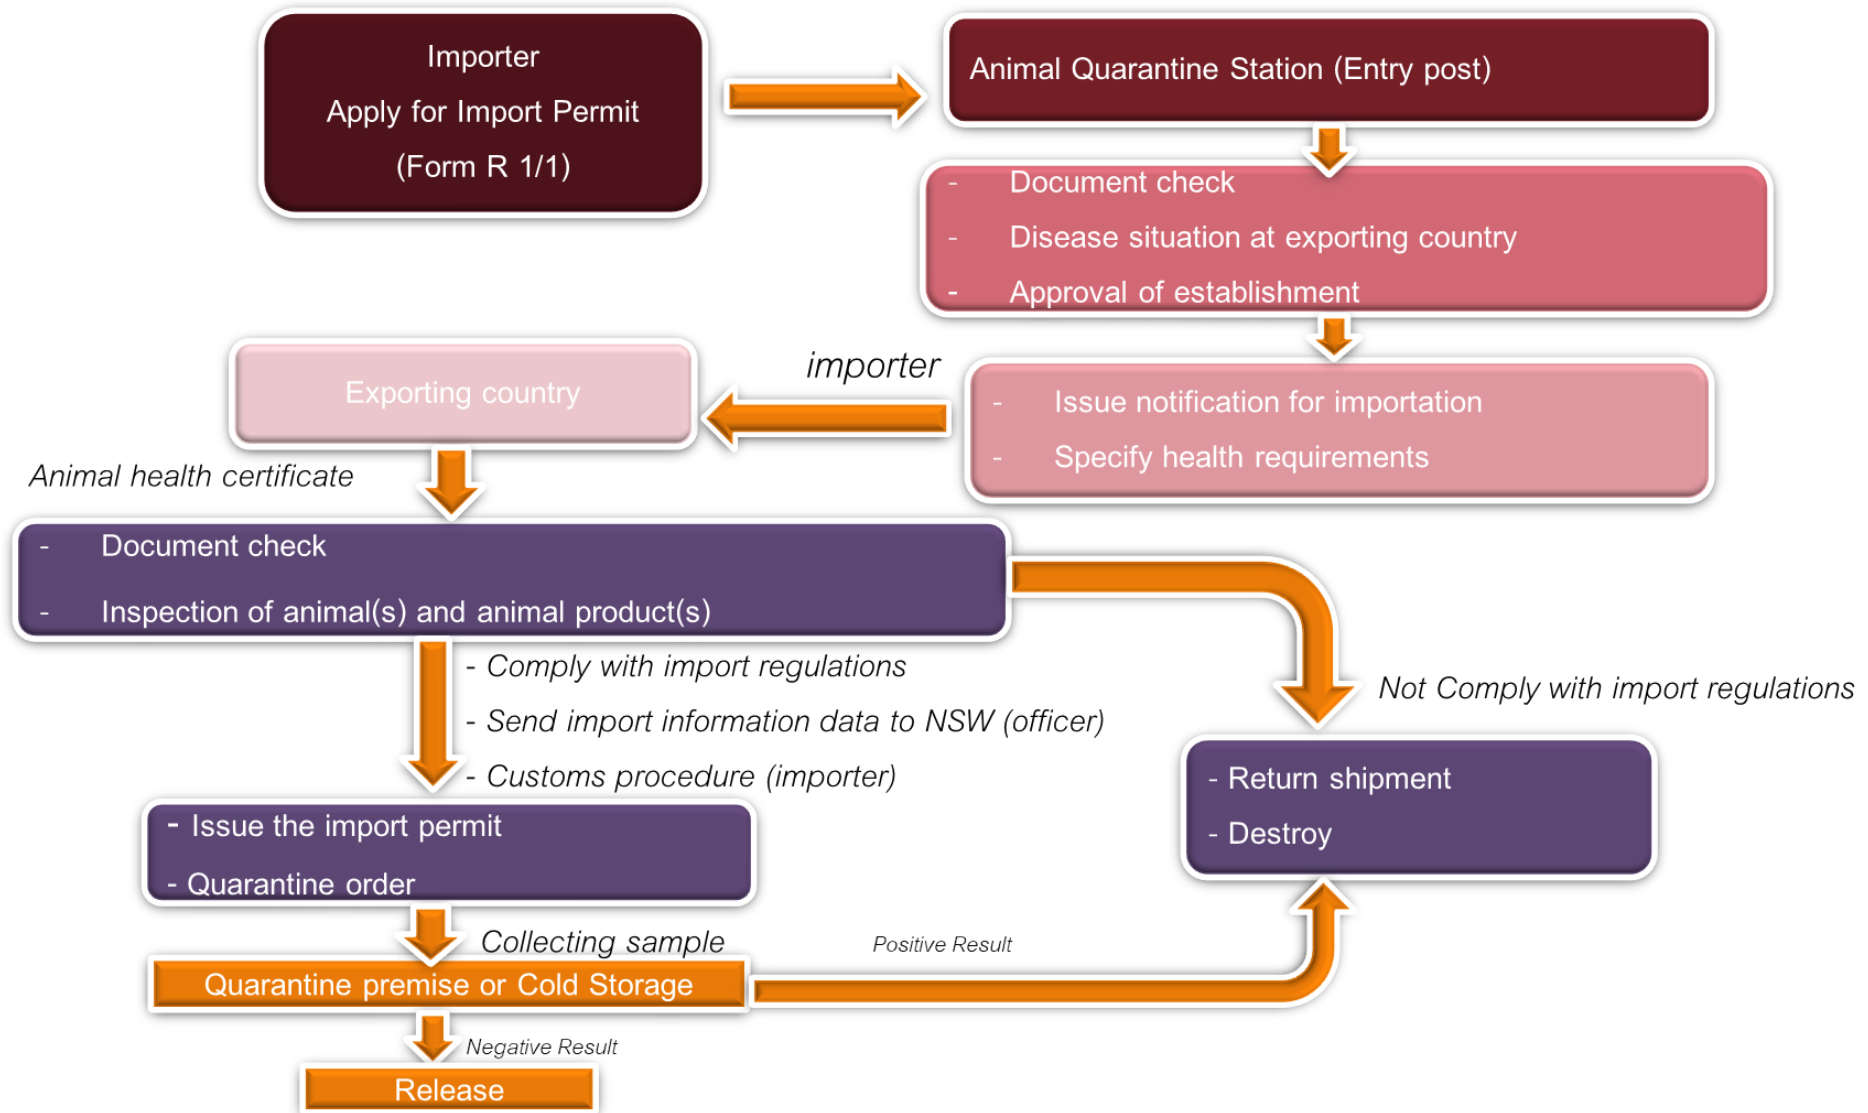 Importer
Apply for Import Permit
(Form R 1/1)
Animal Quarantine Station (Entry post)
- Document check
- Disease situation at exporting country
- Approval of establishment
importer
Exporting country
- Issue notification for importation
- Specify health requirements
Animal health certificate
- Document check
- Inspection of animal(s) and animal product(s)
- Comply with import regulations
- Send import information data to NSW (officer)
- Customs procedure (importer)
Not Comply with import regulations
- Return shipment
- Destroy
- Issue the import permit
- Quarantine order
Collecting sample
Positive Result
Quarantine premise or Cold Storage
Negative Result
Release